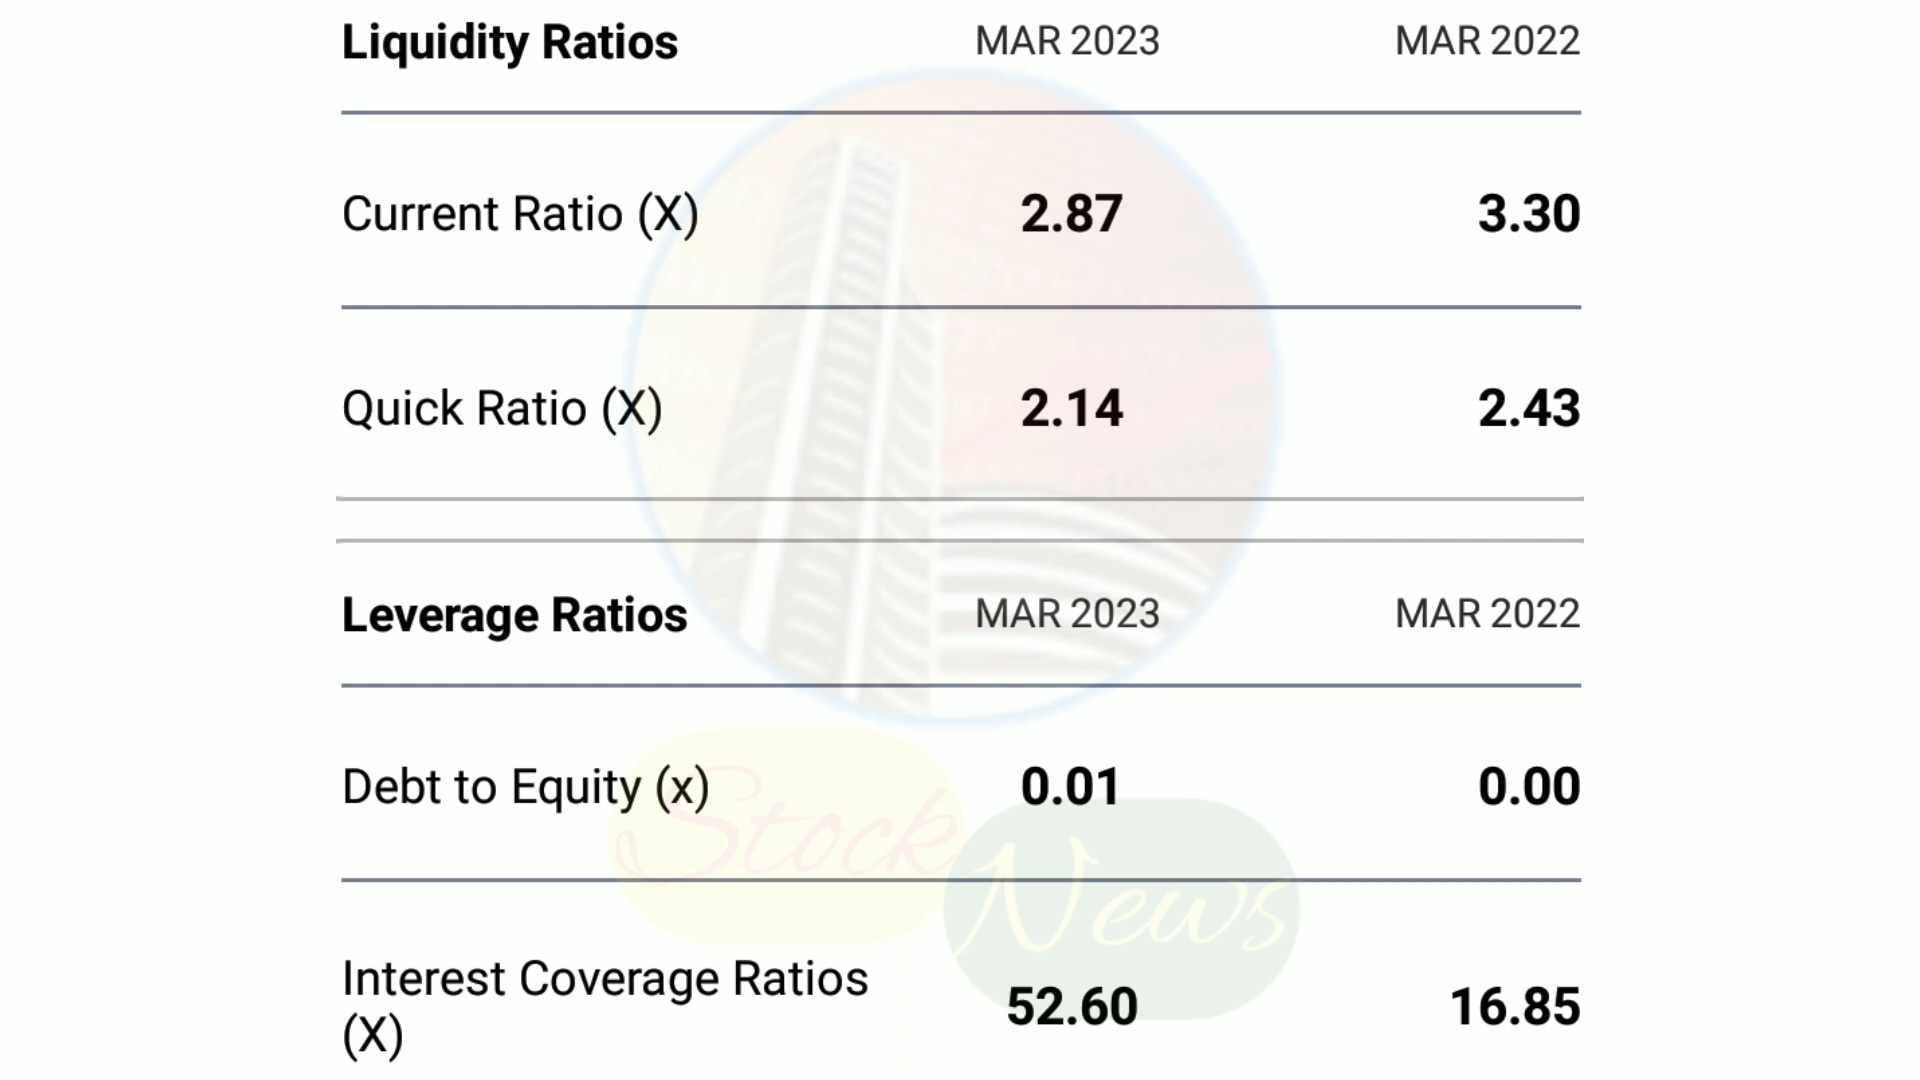 Liquidity Ratios MAR 2023 MAR 2022
Current Ratio (X) 2.87 3.30
Quick Ratio (X) 2.14 2.43
Leverage Ratios MAR 2023 MAR 2022
Debt to Equity (x) 0.01 0.00
Stock
News
Interest Coverage Ratios
(X) 52.60 16.85